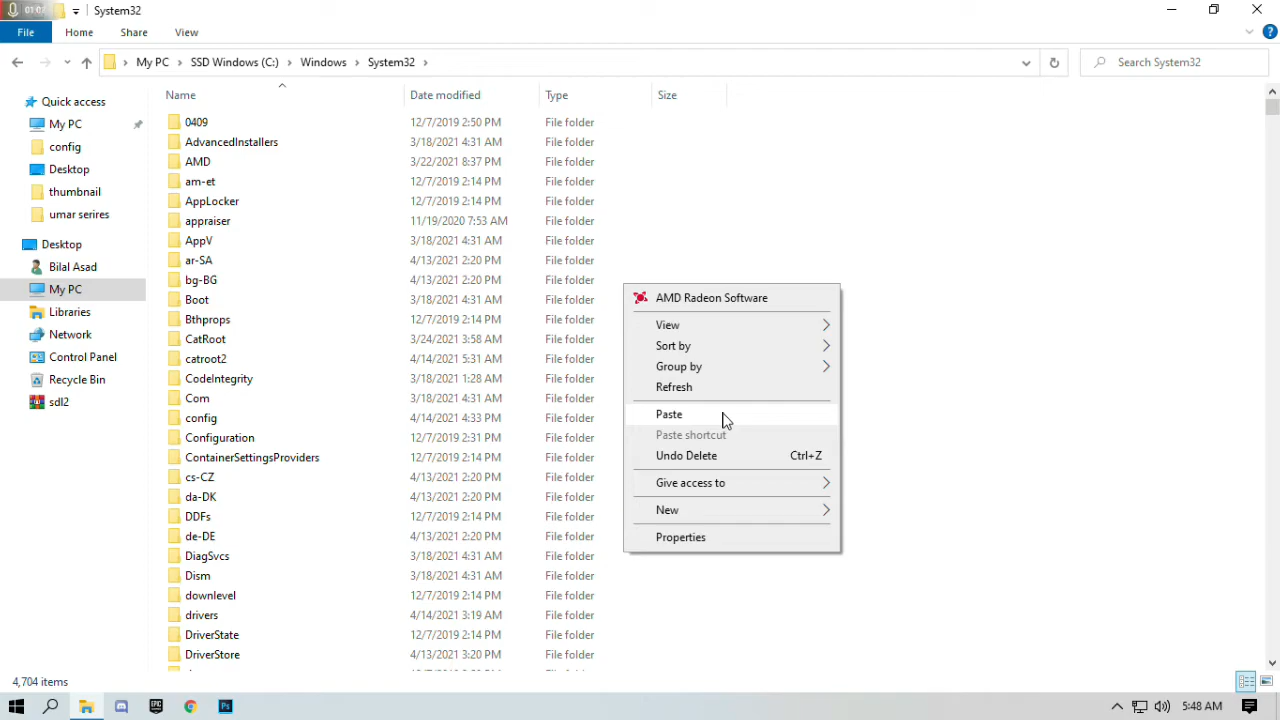 System32
File Home Share View
My PC SSD Windows (C:) Windows System32
Search System32
Name Date modified Type Size
Quick access
My PC
config
Desktop
thumbnail
umar serires
Desktop
Bilal Asad
My PC
Libraries
Network
Control Panel
Recycle Bin
sdl2
0409 12/7/2019 2:50 PM File folder
AdvancedInstallers 3/18/2021 4:31 AM File folder
AMD 3/22/2021 8:37 PM File folder
am-et 12/7/2019 2:14 PM File folder
AppLocker 12/7/2019 2:14 PM File folder
appraiser 11/19/2020 7:53 AM File folder
AppV 3/18/2021 4:31 AM File folder
ar-SA 4/13/2021 2:20 PM File folder
bg-BG 4/13/2021 2:20 PM File folder
Boot 3/18/2021 4:31 AM File folder
Bthprops 12/7/2019 2:14 PM File folder
CatRoot 3/24/2021 3:58 AM File folder
catroot2 4/14/2021 5:31 AM File folder
CodeIntegrity 3/18/2021 1:28 AM File folder
Com 3/18/2021 4:31 AM File folder
config 4/14/2021 4:33 PM File folder
Configuration 12/7/2019 2:31 PM File folder
ContainerSettingsProviders 12/7/2019 2:14 PM File folder
cs-CZ 4/13/2021 2:20 PM File folder
da-DK 4/13/2021 2:20 PM File folder
DDFs 12/7/2019 2:14 PM File folder
de-DE 4/13/2021 2:20 PM File folder
DiagSvcs 3/18/2021 4:31 AM File folder
Dism 3/18/2021 4:31 AM File folder
downlevel 12/7/2019 2:14 PM File folder
drivers 4/14/2021 3:19 AM File folder
DriverState 12/7/2019 2:14 PM File folder
DriverStore 4/13/2021 3:20 PM File folder
AMD Radeon Software
View
Sort by
Group by
Refresh
Paste
Paste shortcut
Undo Delete Ctrl+Z
Give access to
New
Properties
4,704 items
EPIC
Ps
5:48 AM